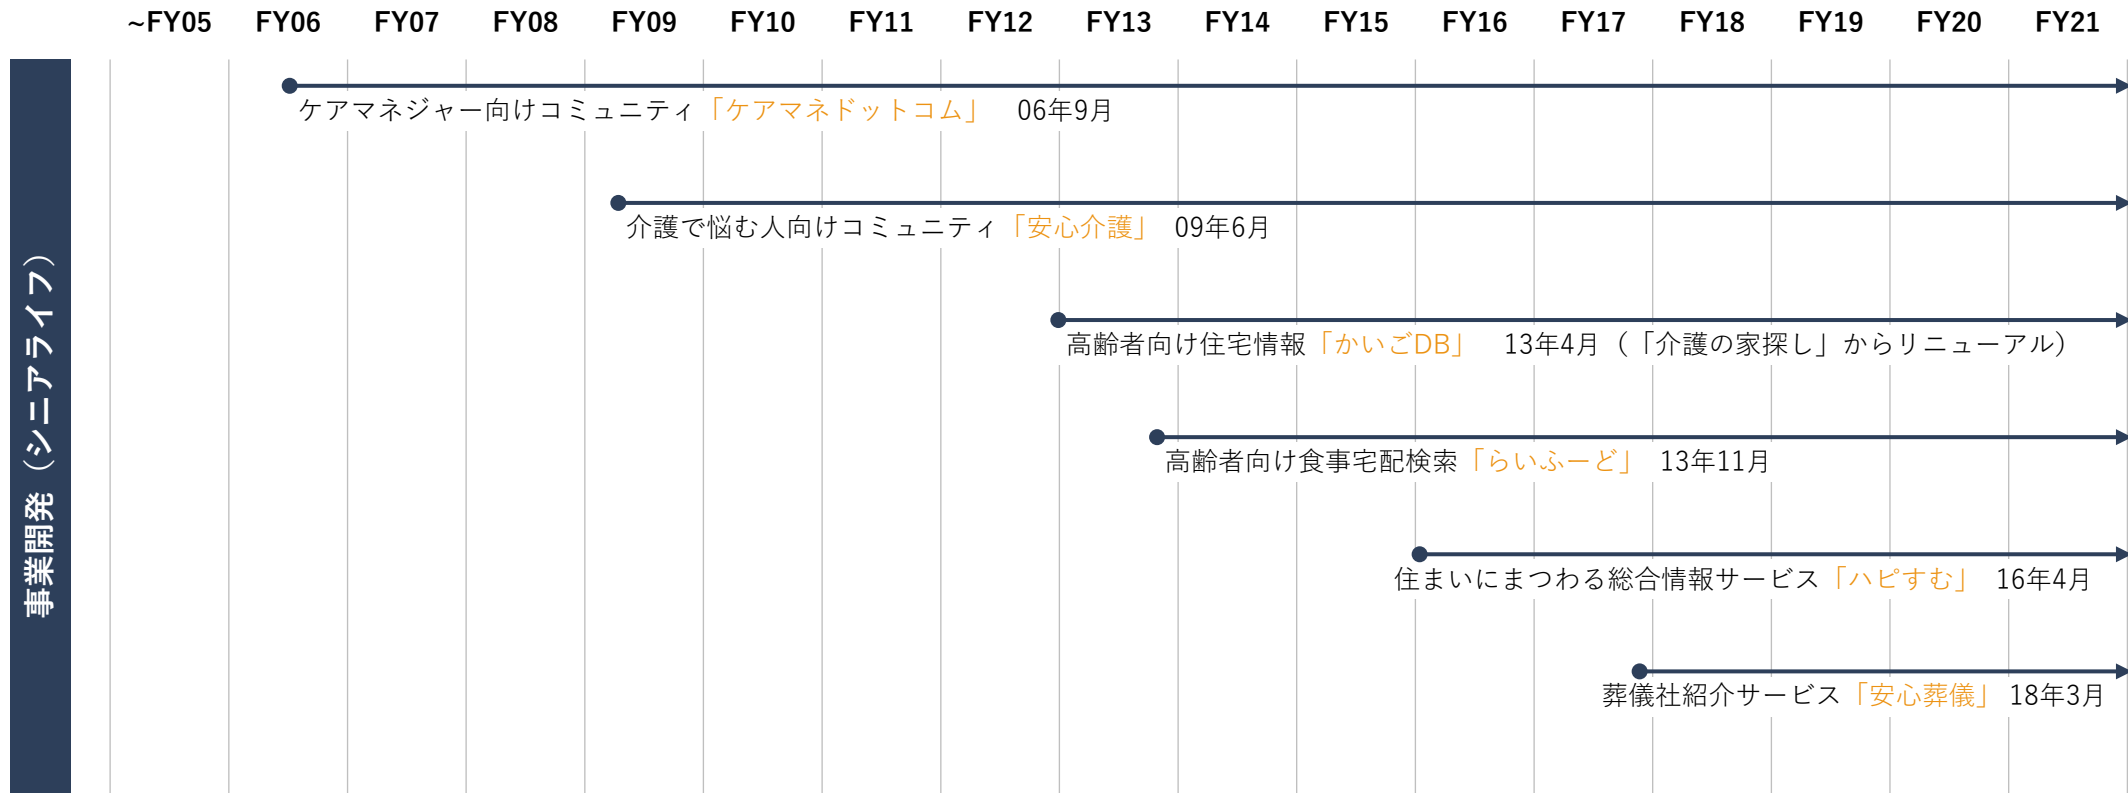 ~FY05 FY06 FY07 FY08 FY09 FY10 FY11 FY12 FY13 FY14 FY15 FY16 FY17 FY18 FY19 FY20 FY21
事業開発（シニアライフ）
ケアマネジャー向けコミュニティ「ケアマネドットコム」 06年9月
介護で悩む人向けコミュニティ「安心介護」 09年6月
高齢者向け住宅情報「かいごDB」 13年4月（「介護の家探し」からリニューアル）
高齢者向け食事宅配検索「らいふーど」 13年11月
住まいにまつわる総合情報サービス「ハピすむ」 16年4月
葬儀社紹介サービス「安心葬儀」 18年3月